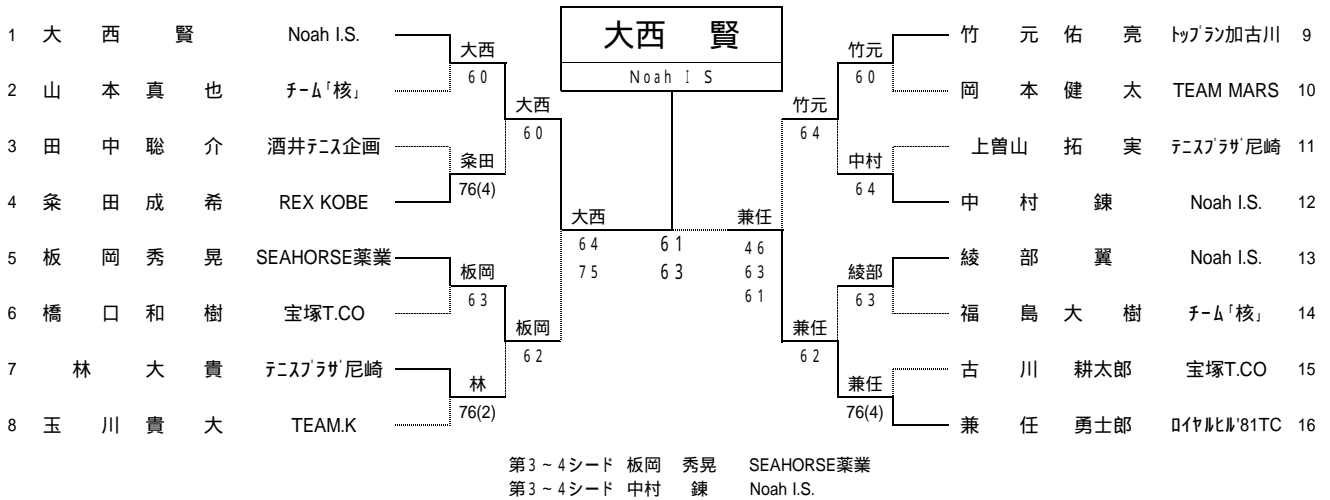 大西 賢
Noah I S
1 大西 賢 Noah I.S.
2 山本真也 チーム「核」
3 田中聡介 酒井テニス企画
4 粂田成希 REX KOBE
5 板岡秀晃 SEAHORSE薬業
6 橋口和樹 宝塚T.CO
7 林 大貴 テニスプラザ尼崎
8 玉川貴大 TEAM.K
大西
60
粂田
76(4)
板岡
63
林
76(2)
大西
60
板岡
62
大西
64
75
61
63
兼任
46
63
61
竹元
64
兼任
62
竹元
60
中村
64
綾部
63
兼任
76(4)
竹元佑亮 トップラン加古川 9
岡本健太 TEAM MARS 10
上曽山 拓実 テニスプラザ尼崎 11
中村 錬 Noah I.S. 12
綾部 翼 Noah I.S. 13
福島大樹 チーム「核」 14
古川 耕太郎 宝塚T.CO 15
兼任 勇士郎 ロイヤルヒル'81TC 16
第3~4シード 板岡 秀晃 SEAHORSE薬業
第3~4シード 中村 錬 Noah I.S.